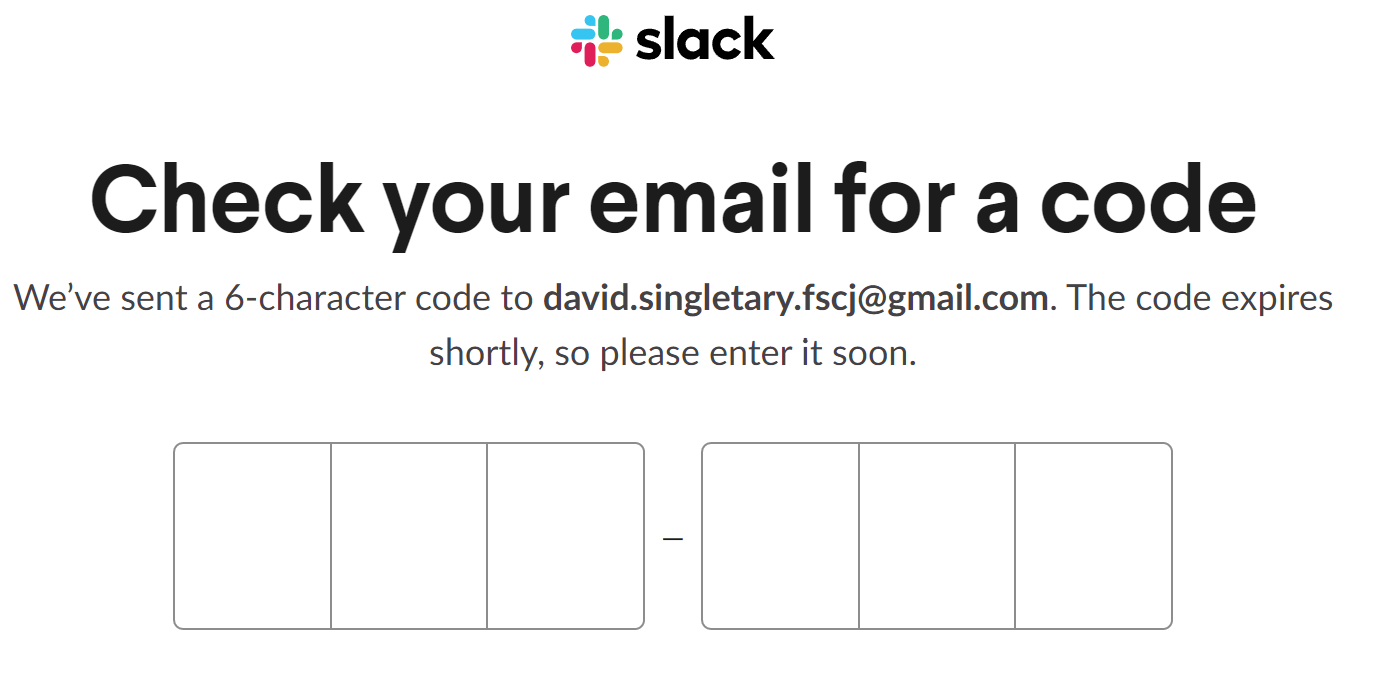 slack
Check your email for a code
We’ve sent a 6-character code to david.singletary.fscj@gmail.com. The code expires
shortly, so please enter it soon.
–